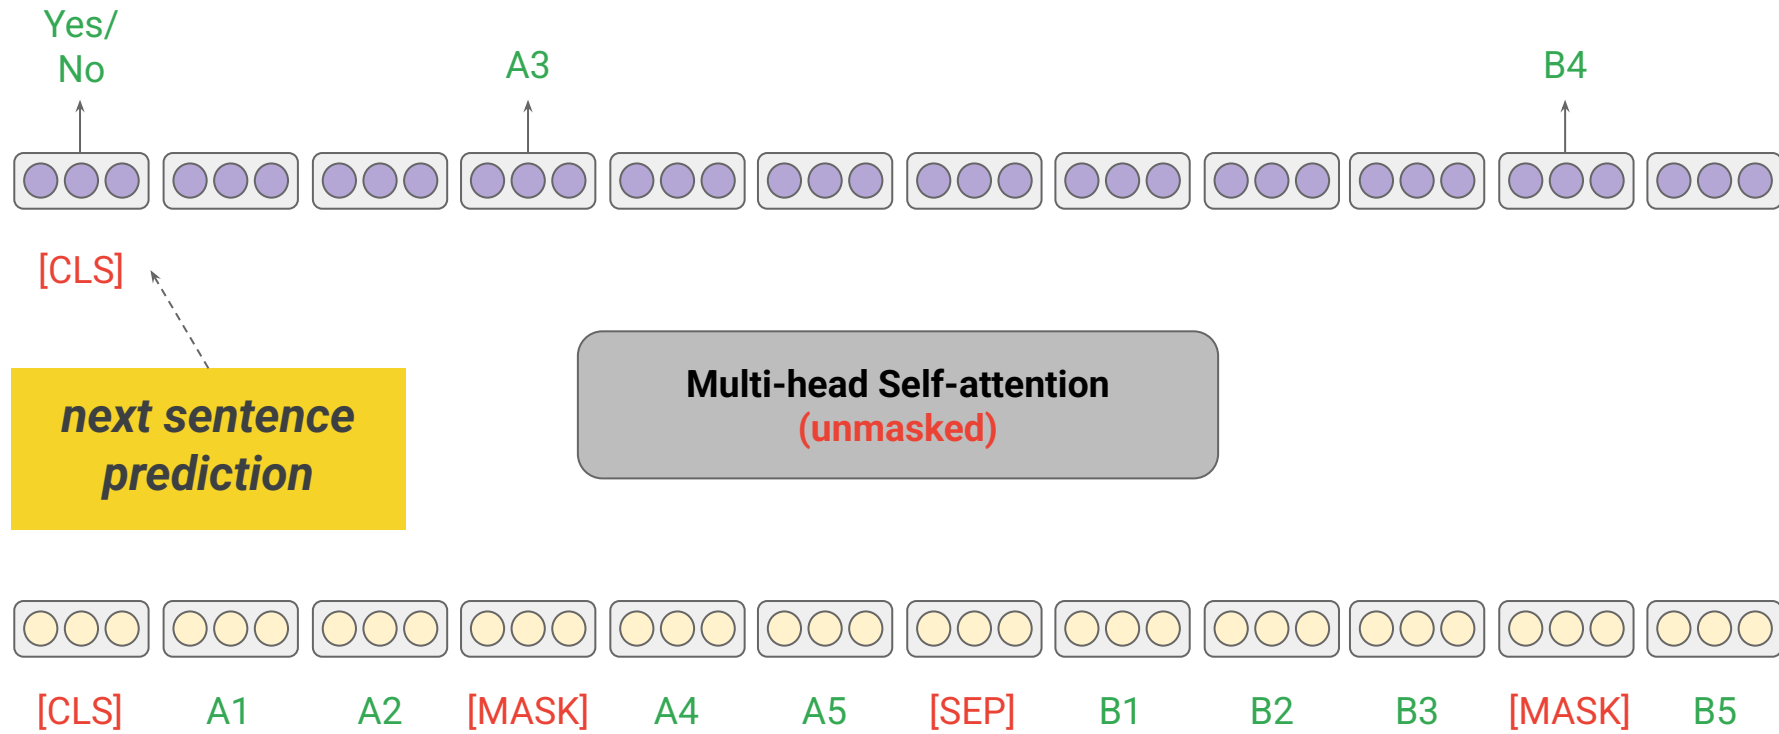 Yes/
No
A3
B4
[CLS]
next sentence
prediction
Multi-head Self-attention
(unmasked)
[CLS] A1 A2 [MASK] A4 A5 [SEP] B1 B2 B3 [MASK] B5